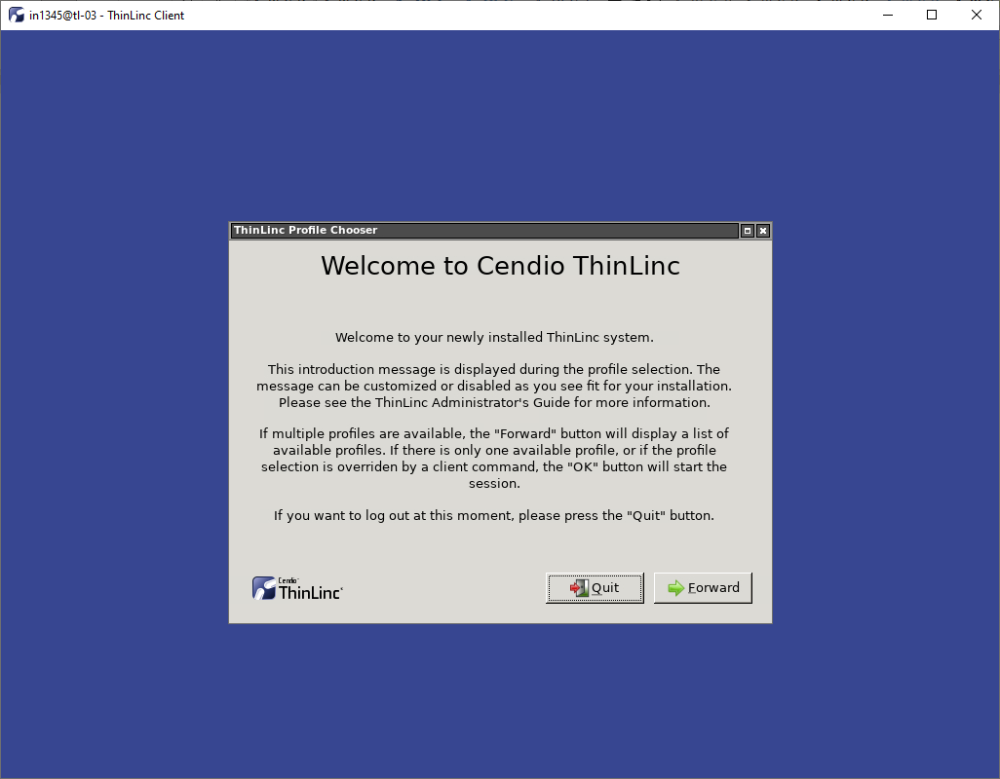 in1345@tl-03 - ThinLinc Client
ThinLinc Profile Chooser
Welcome to Cendio ThinLinc
Welcome to your newly installed ThinLinc system.
This introduction message is displayed during the profile selection. The
message can be customized or disabled as you see fit for your installation.
Please see the ThinLinc Administrator's Guide for more information.
If multiple profiles are available, the "Forward" button will display a list of
available profiles. If there is only one available profile, or if the profile
selection is overriden by a client command, the "OK" button will start the
session.
If you want to log out at this moment, please press the "Quit" button.
Cendio
ThinLinc
Quit
Forward